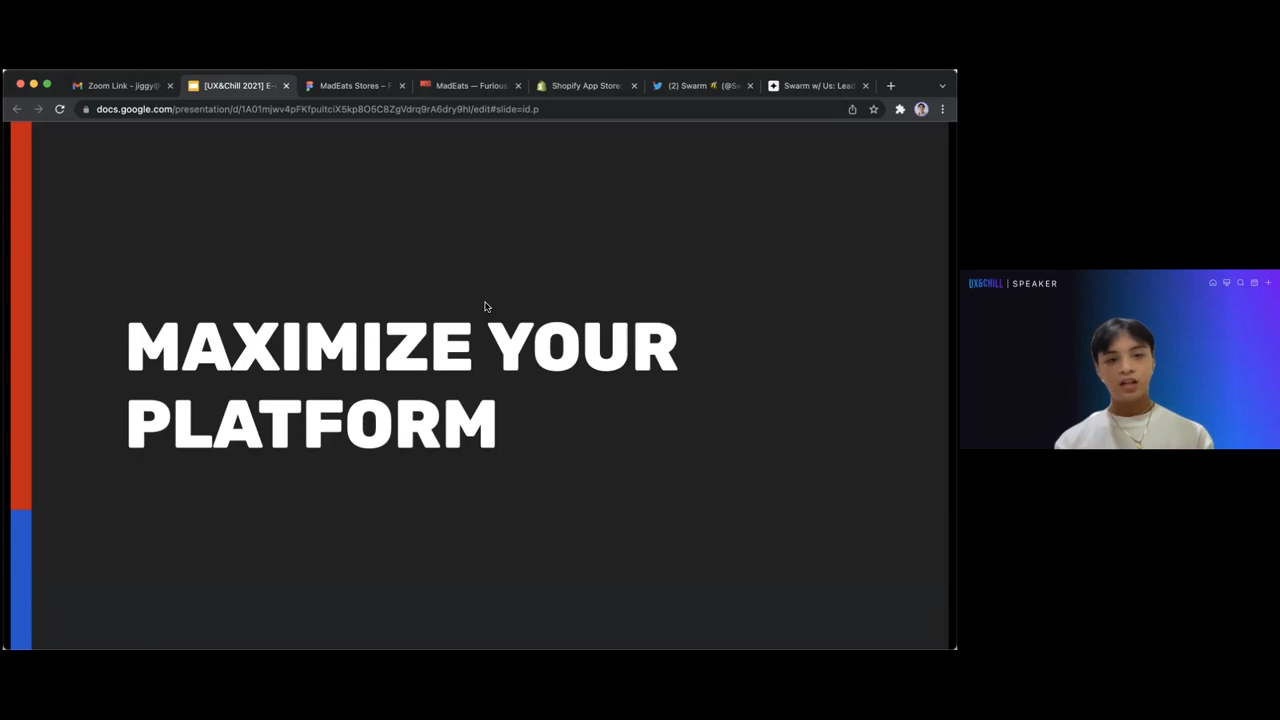 Zoom Link - jiggy@
[UX&Chill 2021] E-
MadEats Stores – F
MadEats — Furious
Shopify App Store:
(2) Swarm (@Sw
Swarm w/ Us: Lead
docs.google.com/presentation/d/1A01mjwv4pFKfpultciX5kp8O5C8ZgVdrq9rA6dry9hI/edit#slide=id.p
MAXIMIZE YOUR
PLATFORM
UX&CHILL | SPEAKER